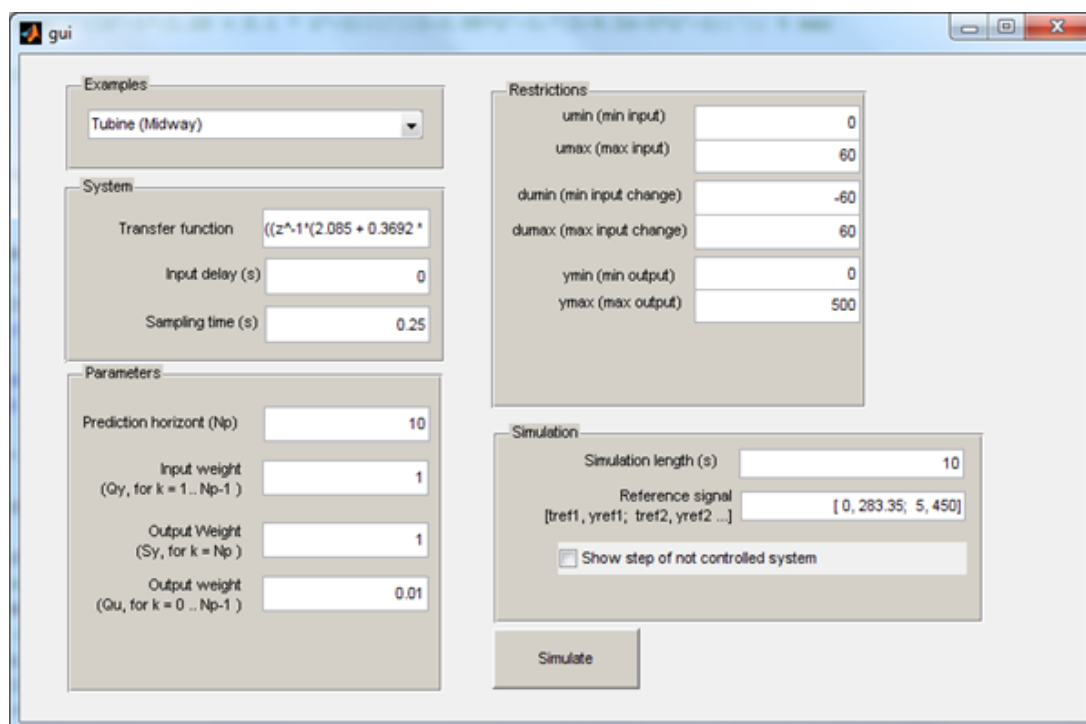 gui
Examples
Tubine (Midway)
System
Transfer function ((z^-1*(2.085 + 0.3692 *
Input delay (s) 0
Sampling time (s) 0.25
Parameters
Prediction horizont (Np) 10
Input weight 1
(Qy, for k = 1.. Np-1 )
Output Weight 1
(Sy, for k = Np )
Output weight 0.01
(Qu, for k = 0 .. Np-1 )
Restrictions
umin (min input) 0
umax (max input) 60
dumin (min input change) -60
dumax (max input change) 60
ymin (min output) 0
ymax (max output) 500
Simulation
Simulation length (s) 10
Reference signal [ 0, 283.35; 5, 450]
[tref1, yref1; tref2, yref2 ...]
Show step of not controlled system
Simulate